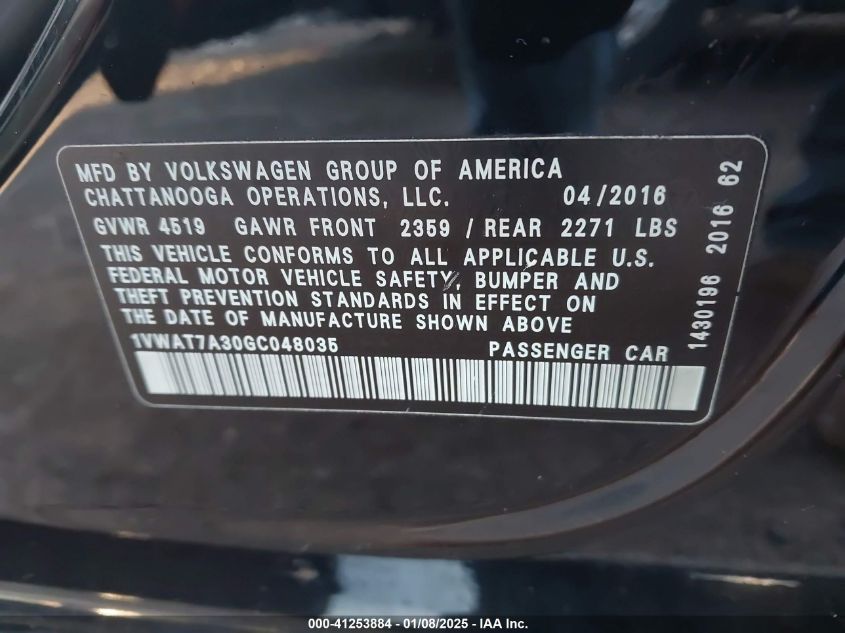 MFD BY VOLKSWAGEN GROUP OF AMERICA
CHATTANOOGA OPERATIONS, LLC. 04/2016
GVWR 4519 GAWR FRONT 2359 / REAR 2271 LBS
THIS VEHICLE CONFORMS TO ALL APPLICABLE U.S.
FEDERAL MOTOR VEHICLE SAFETY, BUMPER AND
THEFT PREVENTION STANDARDS IN EFFECT ON
THE DATE OF MANUFACTURE SHOWN ABOVE
1VWAT7A30GC048035 PASSENGER CAR
1430196 2016 62
000-41253884 - 01/08/2025 - IAA Inc.